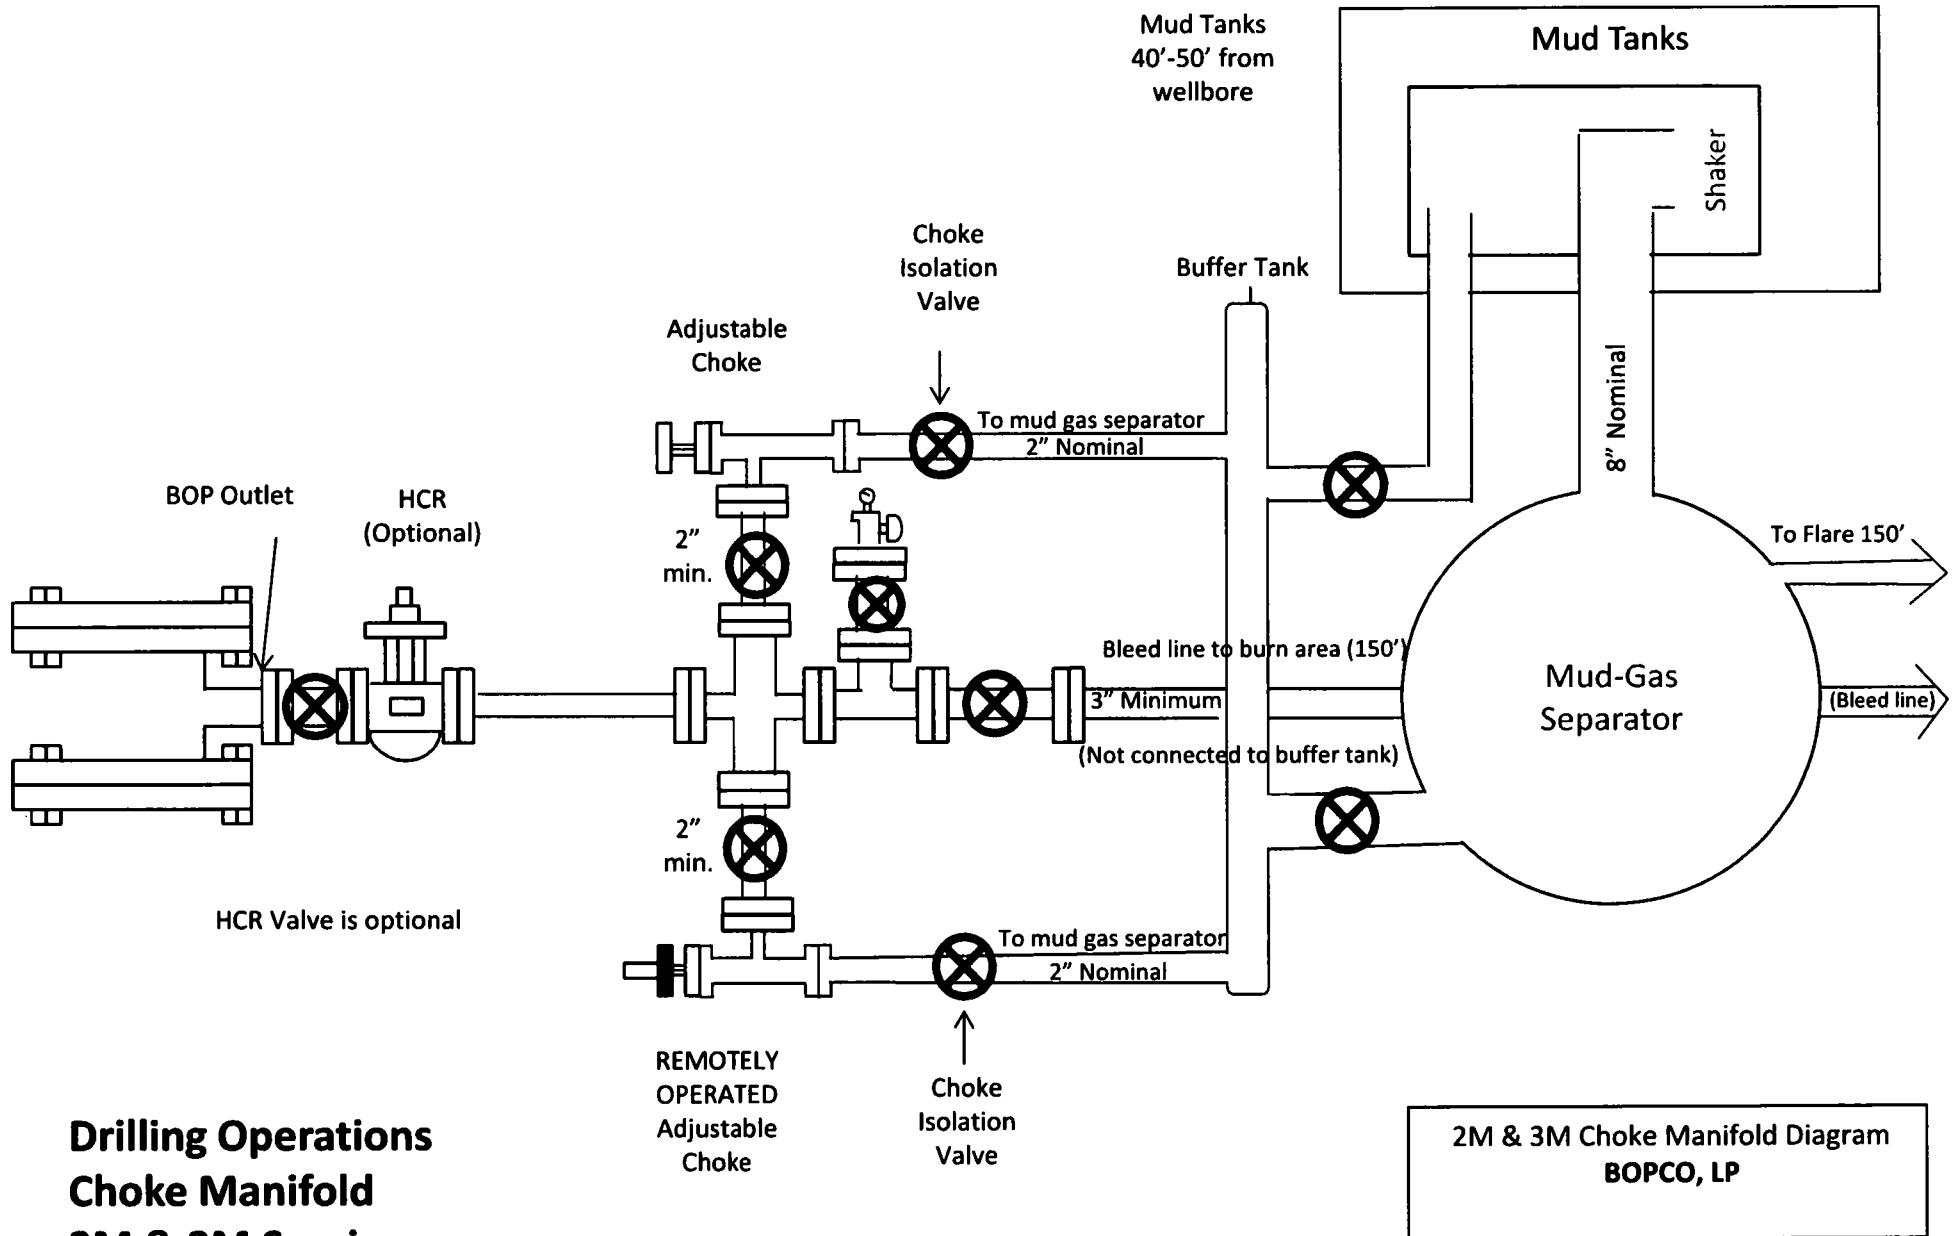 Mud Tanks
40'-50' from
wellbore
Mud Tanks
Shaker
Choke
Isolation
Valve
Buffer Tank
Adjustable
Choke
8" Nominal
To mud gas separator
2" Nominal
BOP Outlet
HCR
(Optional)
2"
min.
To Flare 150'
Bleed line to burn area (150')
3" Minimum
(Not connected to buffer tank)
Mud-Gas
Separator
(Bleed line)
2"
min.
HCR Valve is optional
To mud gas separator
2" Nominal
REMOTELY
OPERATED
Adjustable
Choke
Choke
Isolation
Valve
Drilling Operations
Choke Manifold
2M & 3M Choke Manifold Diagram
BOPCO, LP